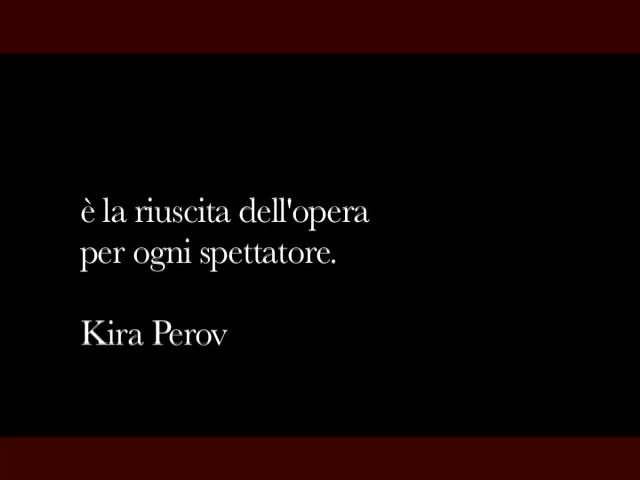 è la riuscita dell'opera
per ogni spettatore.
Kira Perov